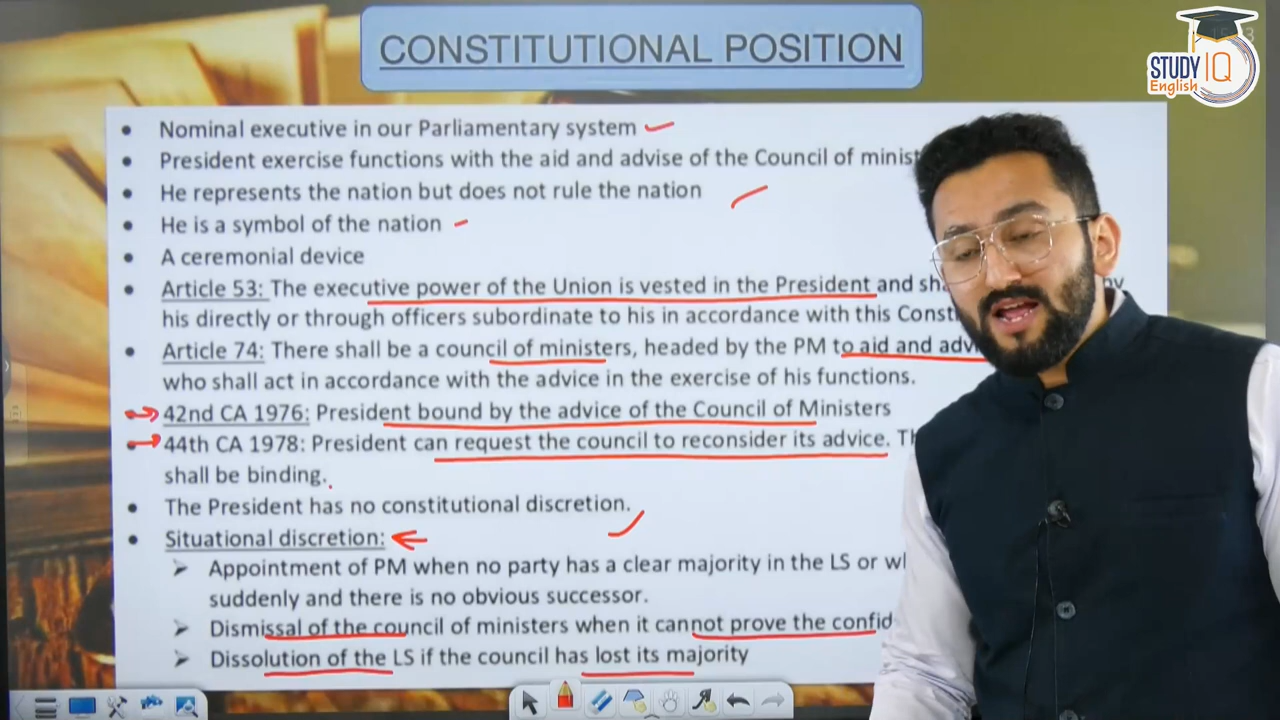 CONSTITUTIONAL POSITION
STUDY IQ
English
Nominal executive in our Parliamentary system
President exercise functions with the aid and advise of the Council of minist
He represents the nation but does not rule the nation
He is a symbol of the nation
A ceremonial device
Article 53: The executive power of the Union is vested in the President and sh
his directly or through officers subordinate to his in accordance with this Const
Article 74: There shall be a council of ministers, headed by the PM to aid and adv
who shall act in accordance with the advice in the exercise of his functions.
42nd CA 1976: President bound by the advice of the Council of Ministers
44th CA 1978: President can request the council to reconsider its advice.
shall be binding.
The President has no constitutional discretion.
Situational discretion:
Appointment of PM when no party has a clear majority in the LS or
suddenly and there is no obvious successor.
Dismissal of the council of ministers when it cannot prove the confid
Dissolution of the LS if the council has lost its majority